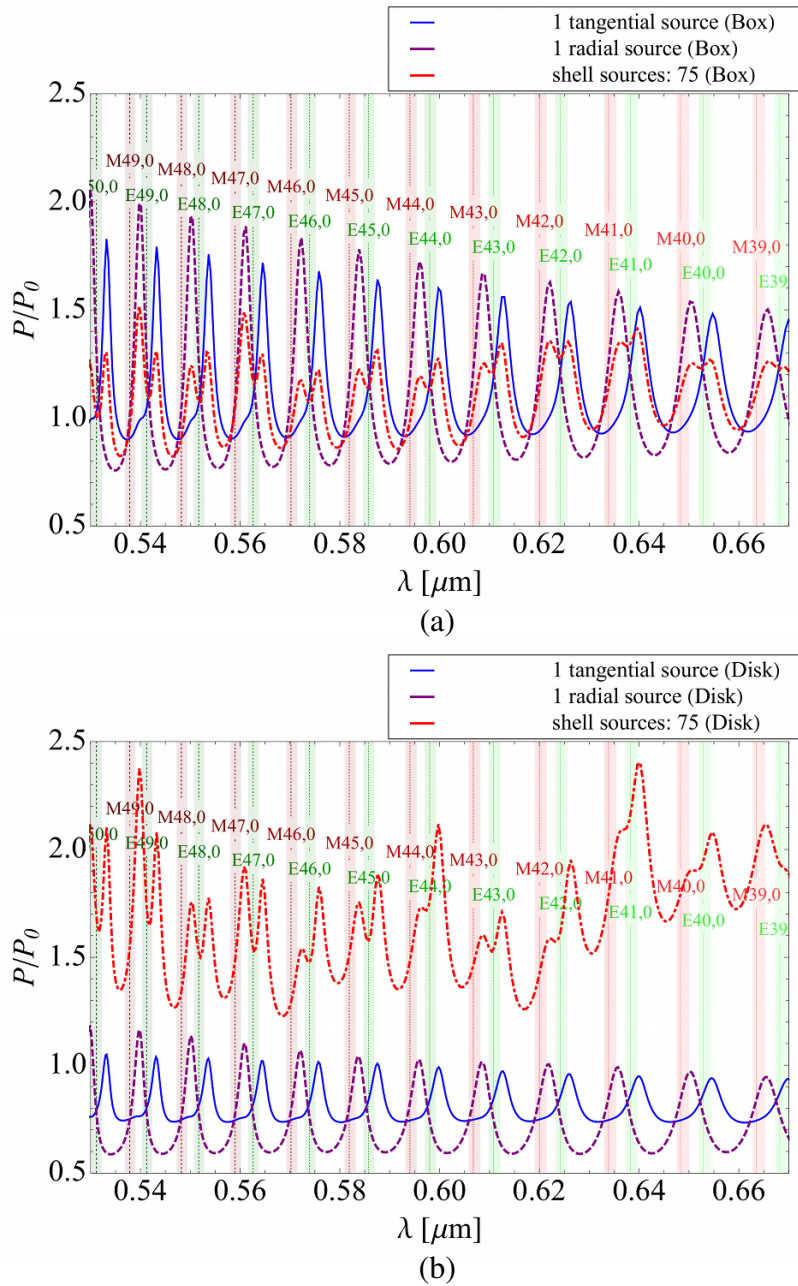 1 tangential source (Box)
1 radial source (Box)
shell sources: 75 (Box)
2.5
2.0
1.5
1.0
0.5
P/P0
50,0
M49,0
E49,0
M48,0
E48,0
M47,0
E47,0
M46,0
E46,0
M45,0
E45,0
M44,0
E44,0
M43,0
E43,0
M42,0
E42,0
M41,0
E41,0
M40,0
E40,0
M39,0
E39
0.54 0.56 0.58 0.60 0.62 0.64 0.66
λ [μm]
(a)
1 tangential source (Disk)
1 radial source (Disk)
shell sources: 75 (Disk)
2.5
2.0
1.5
1.0
0.5
P/P0
M49,0
E49,0
M48,0
E48,0
M47,0
E47,0
M46,0
E46,0
M45,0
E45,0
M44,0
E44,0
M43,0
E43,0
M42,0
E42,0
M41,0
E41,0
M40,0
E40,0
M39,0
E39
0.54 0.56 0.58 0.60 0.62 0.64 0.66
λ [μm]
(b)